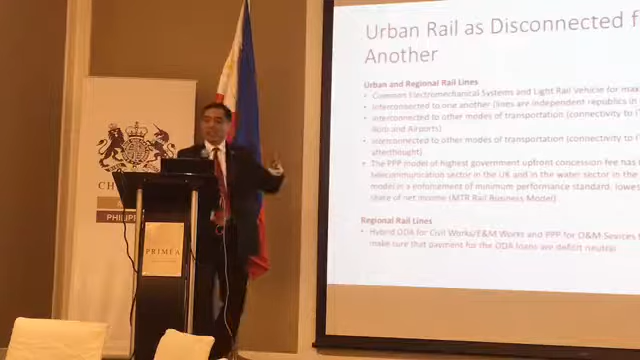 Urban Rail as Disconnected f
Another
Urban and Regional Rail Lines
• Common Electromechanical Systems and Light Rail Vehicle for max
• Interconnected to one another (lines are independent republics in
• Interconnected to other modes of transportation (connectivity to I
and Airports)
• Interconnected to other modes of transportation (connectivity to
afterthought)
• The PPP model of highest government upfront concession fee has
telecommunication sector in the UK and in the water sector in the
model in a enforcement of minimum performance standard, lowe
share of net income (MTR Rail Business Model)
Regional Rail Lines
• Hybrid ODA for Civil Works/E&M Works and PPP for O&M Services
make sure that payment for the ODA loans are deficit neutral
CH
PHILIPP
PRIMEA